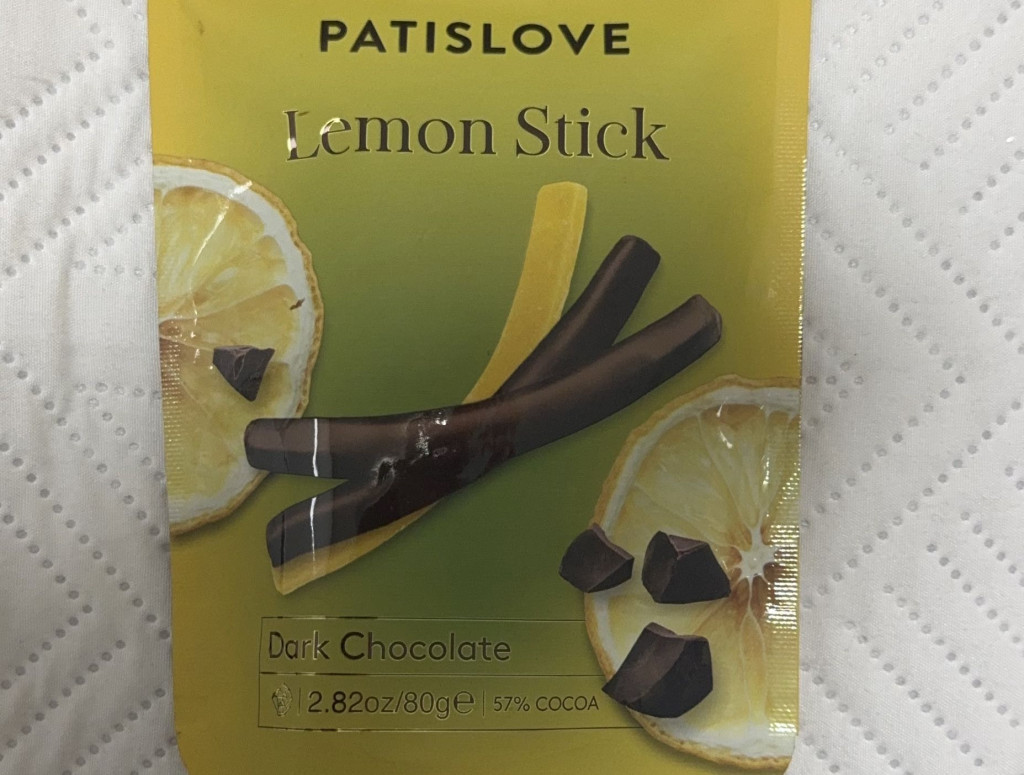 PATISLOVE
Lemon Stick
Dark Chocolate
2.82oz/80g℮ | 57% COCOA